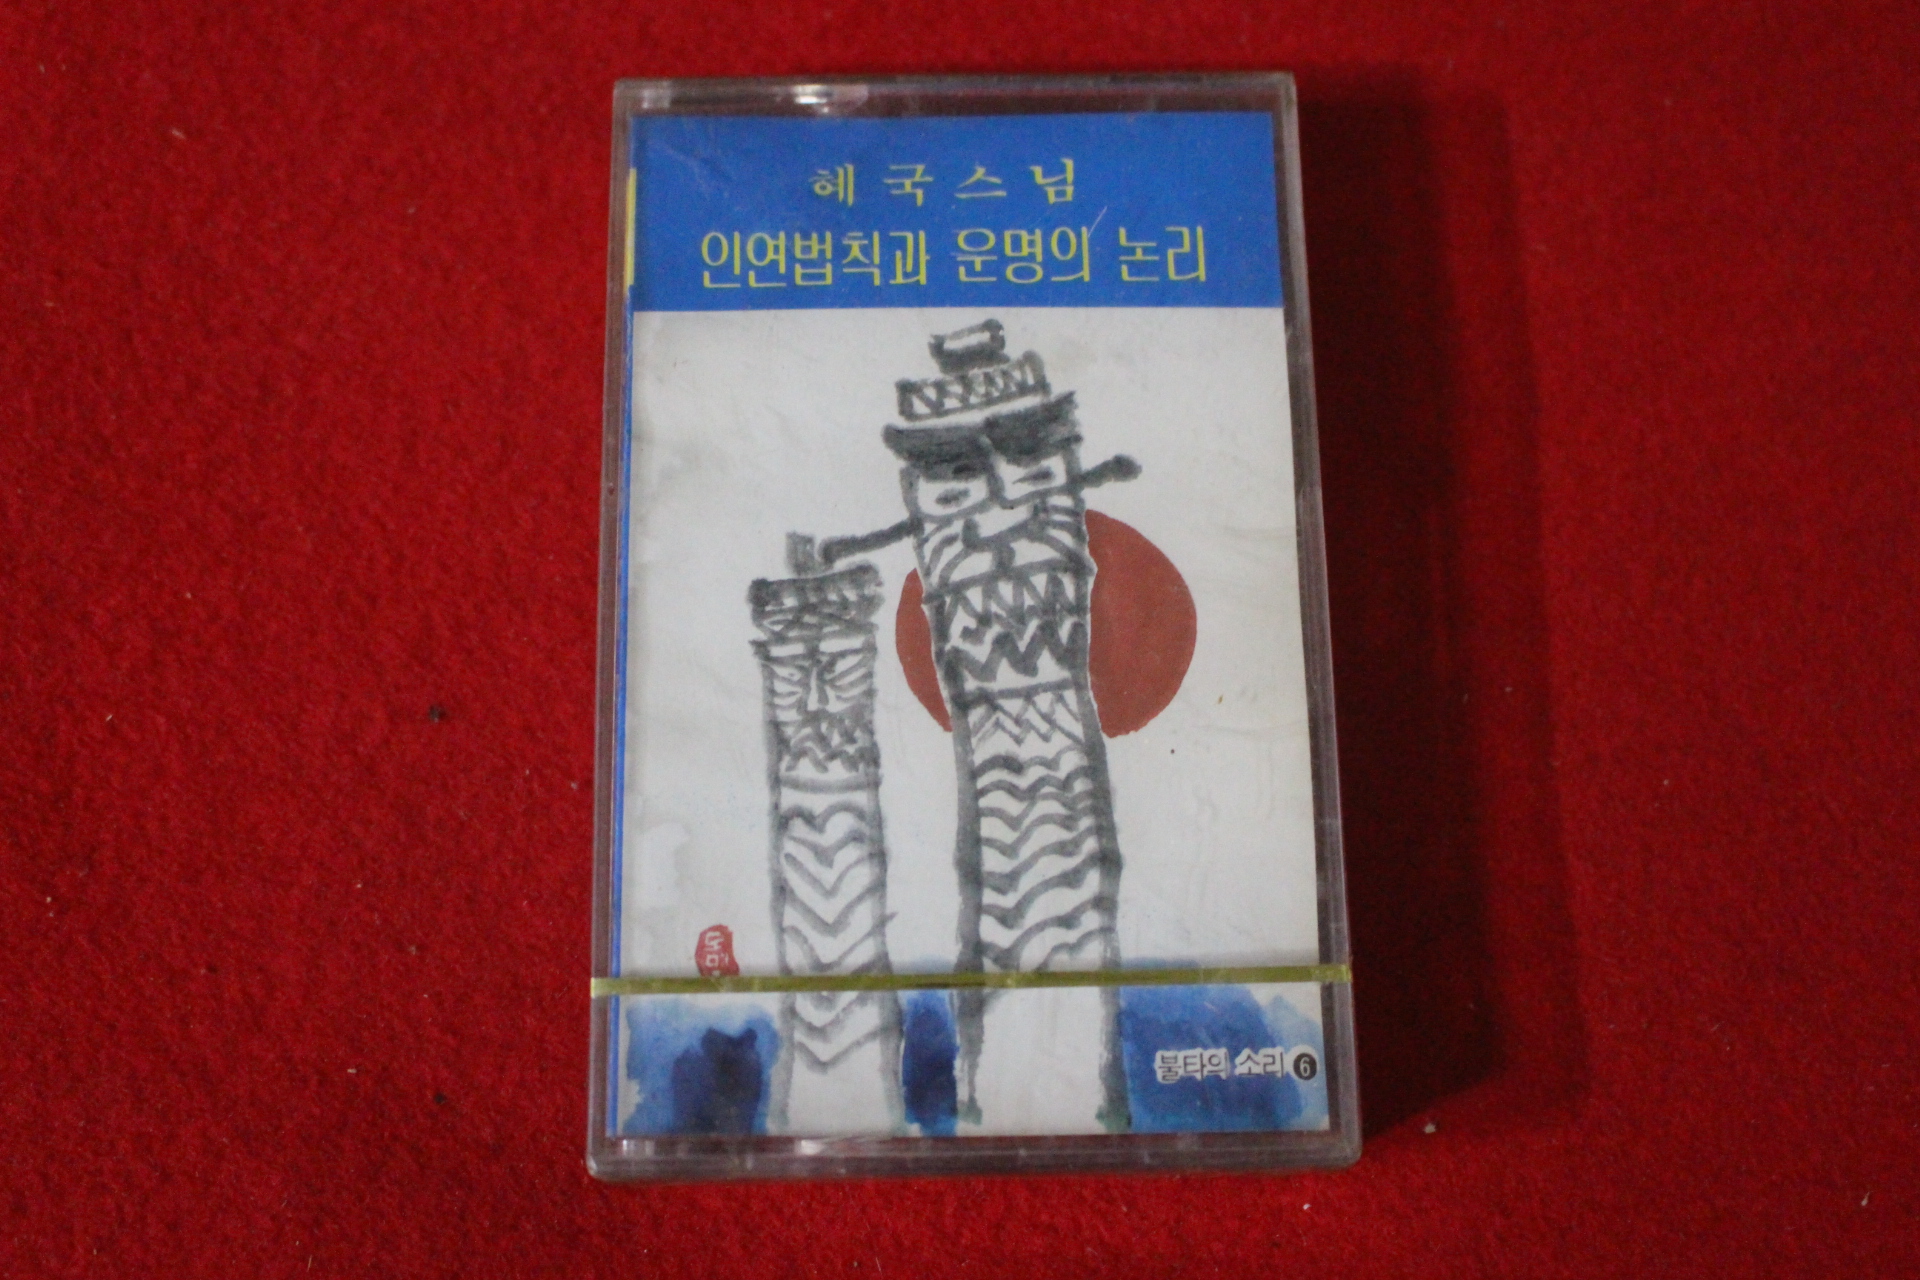 혜국스님
인연법칙과 운명의 논리
불타의 소리 6